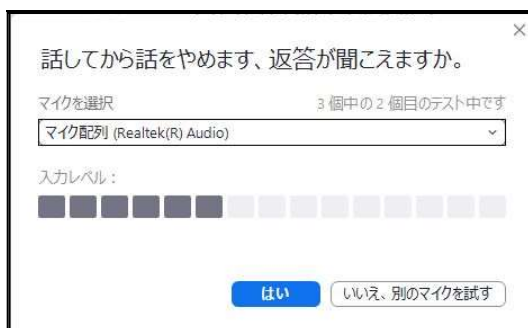 話してから話をやめます、返答が聞こえますか。
マイクを選択
3 個中の 2 個目のテスト中です
マイク配列 (Realtek(R) Audio)
入力レベル：
はい
いいえ、別のマイクを試す